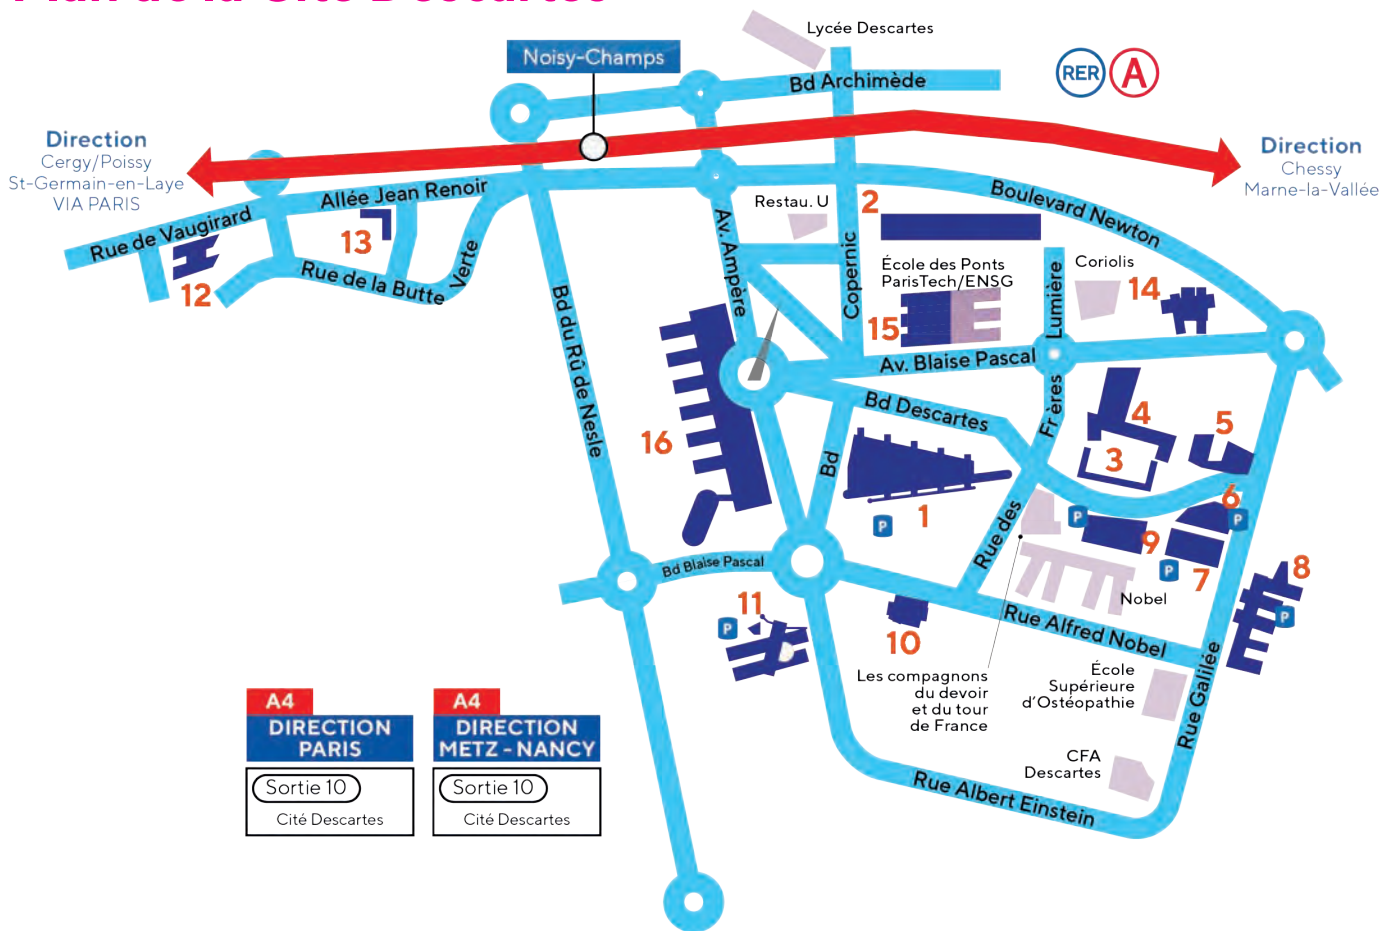 Plan de la Cité Descartes
Lycée Descartes
Noisy-Champs
Bd Archimède
RER A
Direction
Cergy/Poissy
St-Germain-en-Laye
VIA PARIS
Direction
Chessy
Marne-la-Vallée
Allée Jean Renoir
Rue de Vaugirard
13
12
Rue de la Butte Verte
Restau. U
2
Boulevard Newton
Av. Ampère
Copernic
École des Ponts
ParisTech/ENSG
15
Lumière
Coriolis
14
Bd du Rû de Nesle
Av. Blaise Pascal
Bd Descartes
Frères
4
5
3
16
Bd
6
1
P
P
P
9
7
P
Rue des
8
P
Bd Blaise Pascal
Nobel
11
P
10
Rue Alfred Nobel
Les compagnons
du devoir
et du tour
de France
École
Supérieure
d'Ostéopathie
Rue Galilée
CFA
Descartes
Rue Albert Einstein
A4
DIRECTION
PARIS
Sortie 10
Cité Descartes
A4
DIRECTION
METZ - NANCY
Sortie 10
Cité Descartes